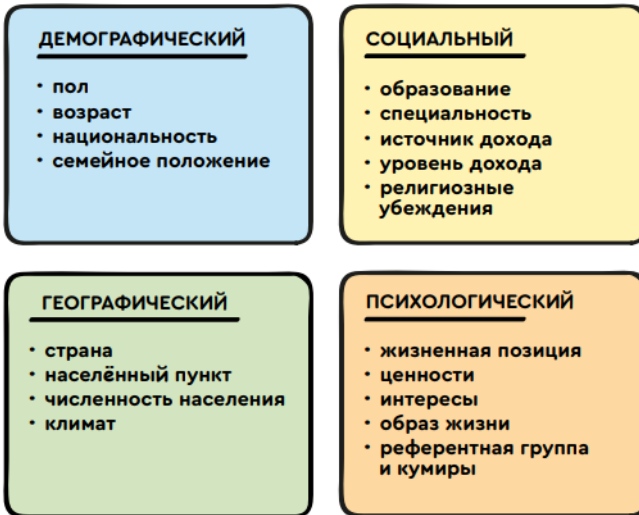 ДЕМОГРАФИЧЕСКИЙ
· пол
· возраст
· национальность
· семейное положение
СОЦИАЛЬНЫЙ
· образование
· специальность
· источник дохода
· уровень дохода
· религиозные
убеждения
ГЕОГРАФИЧЕСКИЙ
· страна
· населённый пункт
· численность населения
· климат
ПСИХОЛОГИЧЕСКИЙ
· жизненная позиция
· ценности
· интересы
· образ жизни
· референтная группа
и кумиры